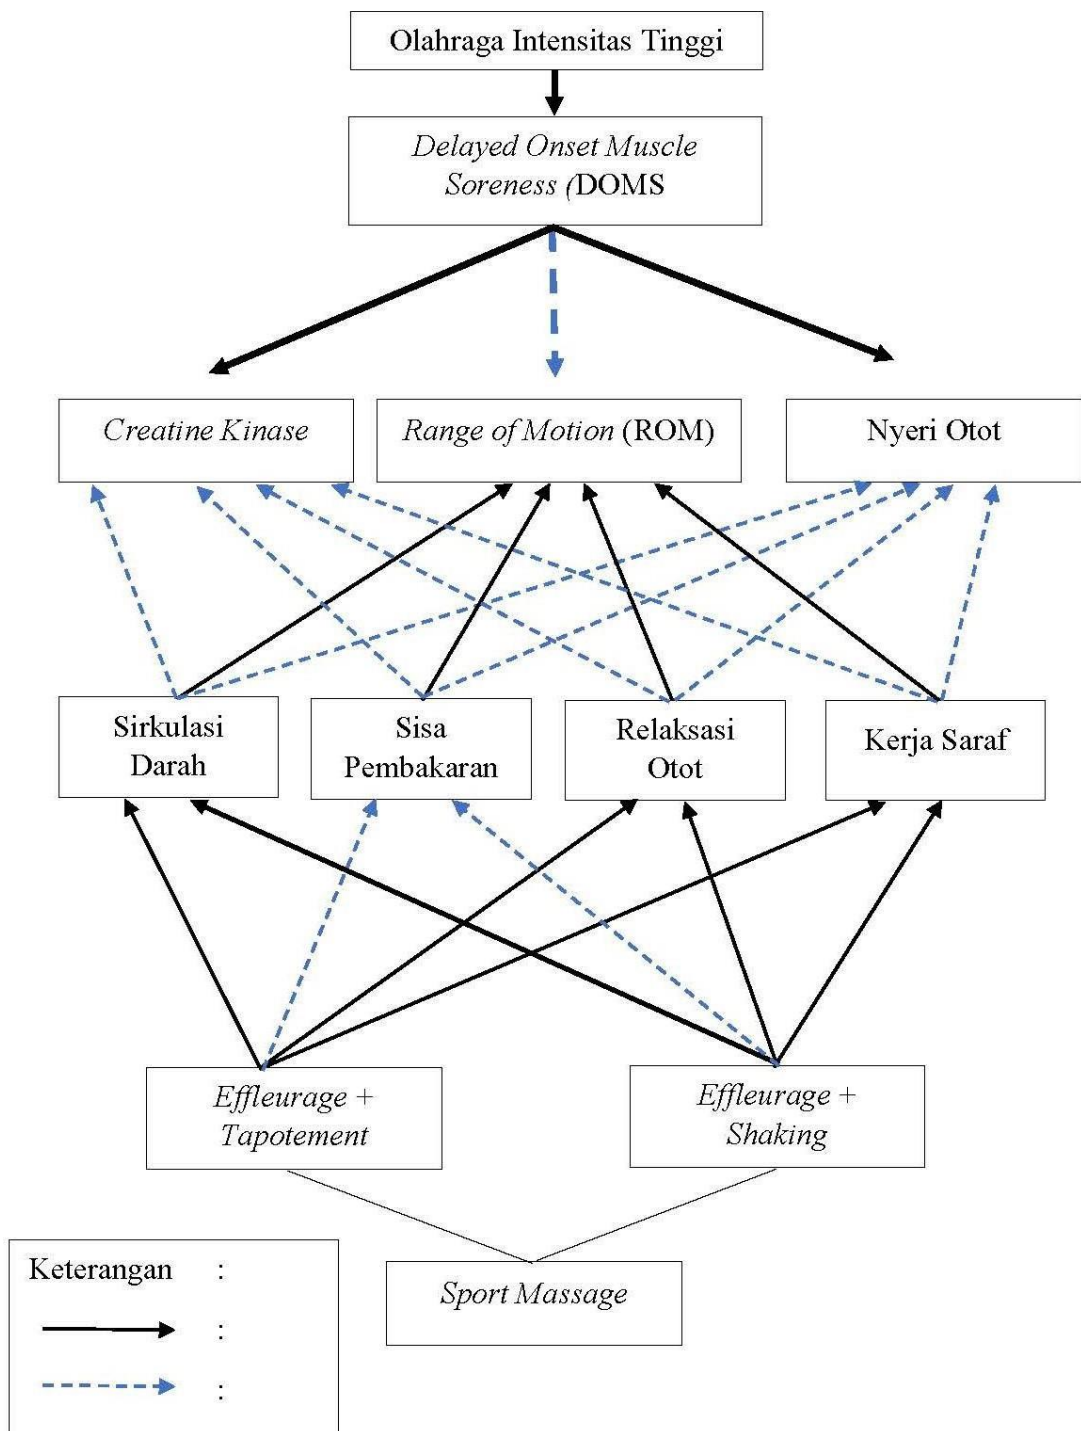 Olahraga Intensitas Tinggi
Delayed Onset Muscle
Soreness (DOMS
Creatine Kinase
Range of Motion (ROM)
Nyeri Otot
Sirkulasi
Darah
Sisa
Pembakaran
Relaksasi
Otot
Kerja Saraf
Effleurage +
Tapotement
Effleurage +
Shaking
Sport Massage
Keterangan :
:
: